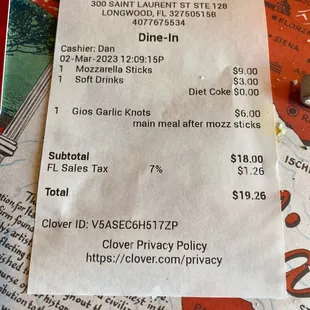 300 SAINT LAURENT ST STE 128
LONGWOOD, FL 32750515B
4077675534
Dine-In
Cashier: Dan
02-Mar-2023 12:09:15P
1 Mozzarella Sticks $9.00
1 Soft Drinks $3.00
Diet Coke $0.00
1 Gios Garlic Knots $6.00
main meal after mozz sticks
Subtotal $18.00
FL Sales Tax 7% $1.26
Total $19.26
Clover ID: V5ASEC6H517ZP
Clover Privacy Policy
https://clover.com/privacy
SIENA
ISCHI